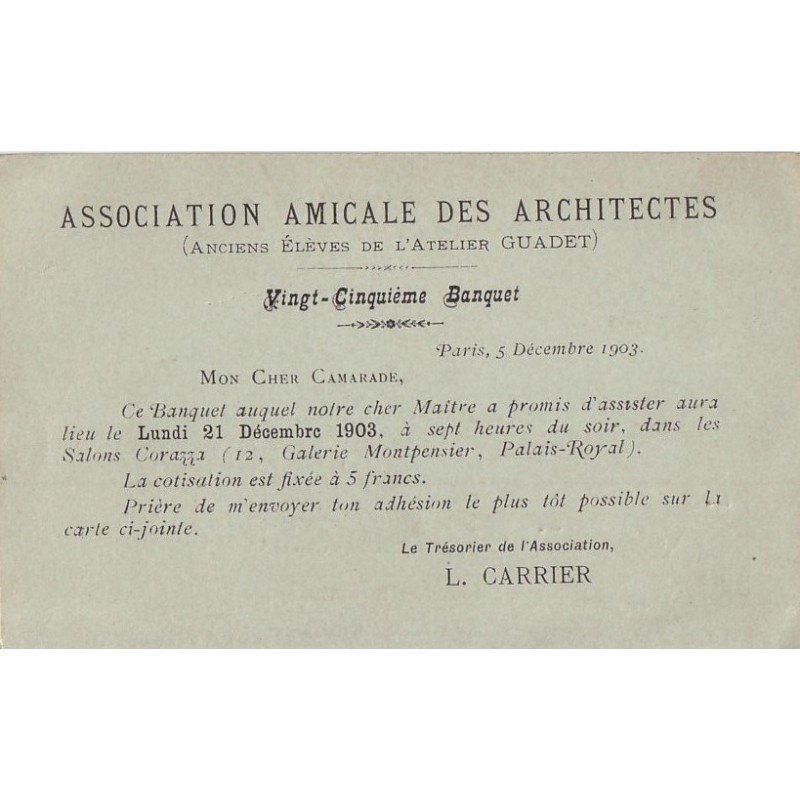 ASSOCIATION AMICALE DES ARCHITECTES
(ANCIENS ÉLÈVES DE L'ATELIER GUADET)
Vingt-Cinquième Banquet
Paris, 5 Décembre 1903.
MON CHER CAMARADE,
Ce Banquet auquel notre cher Maître a promis d'assister aura
lieu le Lundi 21 Décembre 1903, à sept heures du soir, dans les
Salons Corazza (12, Galerie Montpensier, Palais-Royal).
La cotisation est fixée à 5 francs.
Prière de m'envoyer ton adhésion le plus tôt possible sur la
carte ci-jointe.
Le Trésorier de l'Association,
L. CARRIER